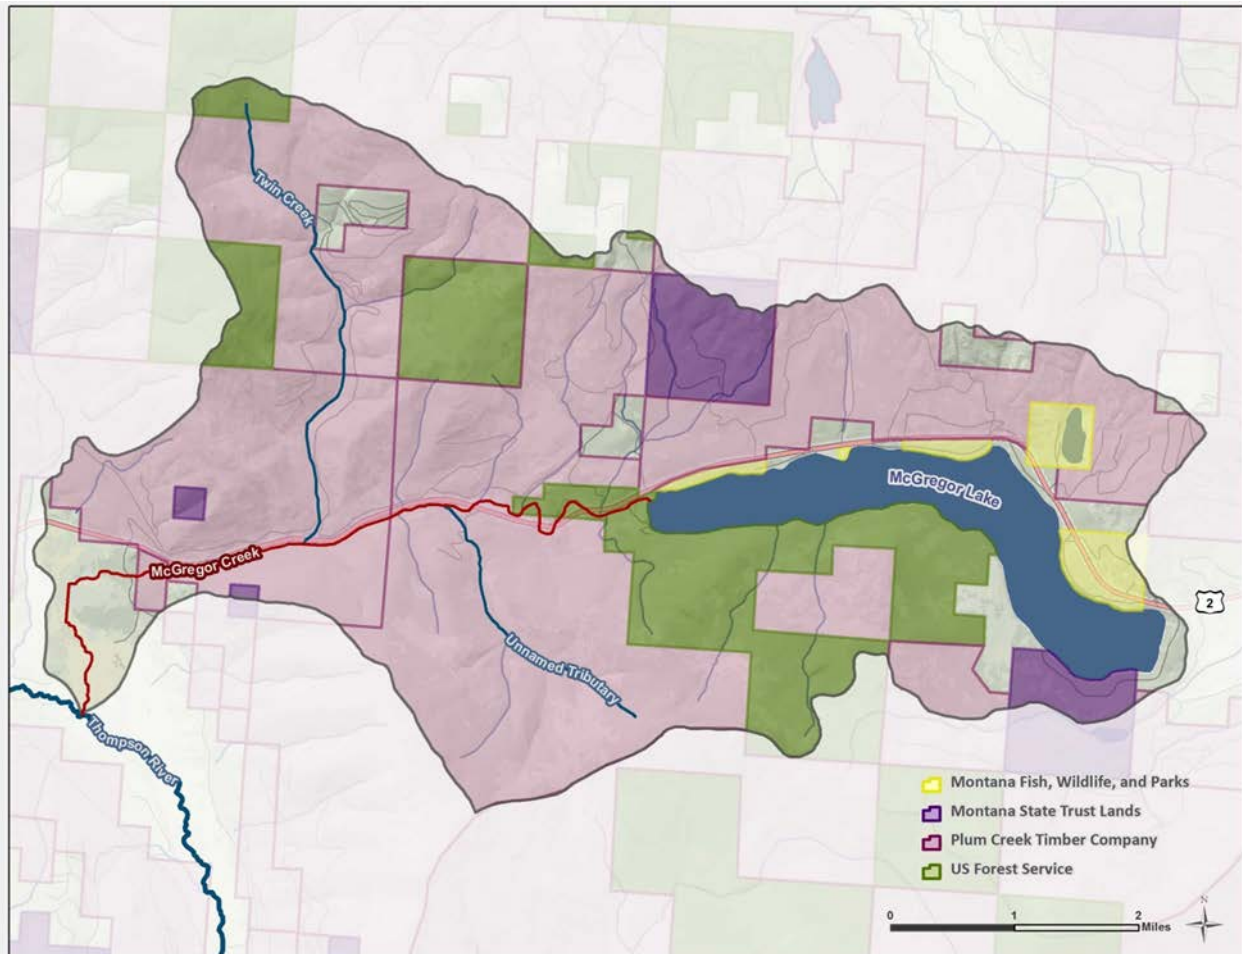 Twin Creek
McGregor Lake
McGregor Creek
2
Unnamed Tributary
Thompson River
Montana Fish, Wildlife, and Parks
Montana State Trust Lands
Plum Creek Timber Company
US Forest Service
N
0 1 2
Miles